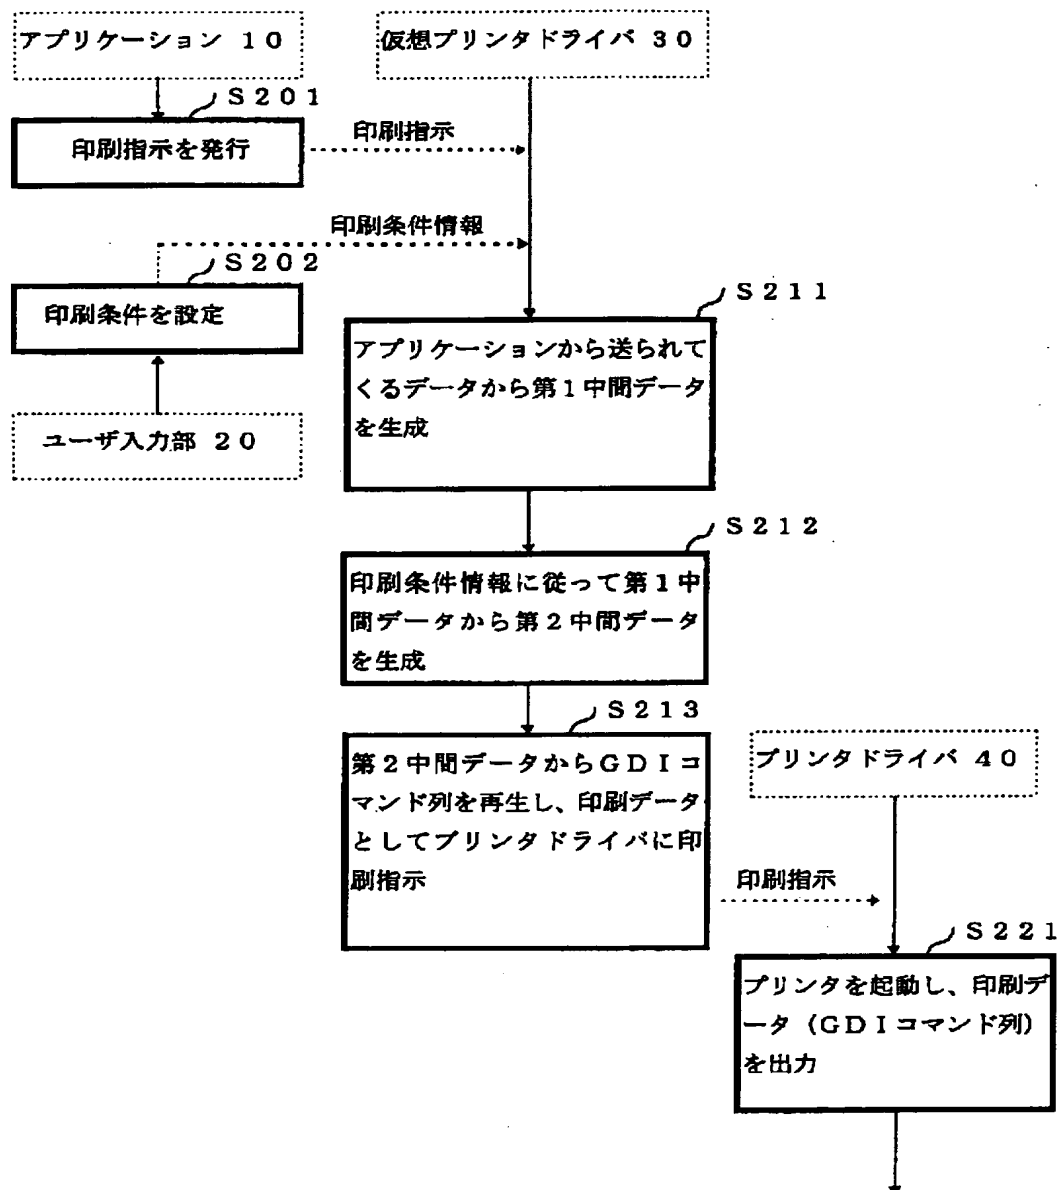 アプリケーション １０
仮想プリンタドライバ ３０
Ｓ２０１
印刷指示を発行
印刷指示
印刷条件情報
Ｓ２０２
印刷条件を設定
ユーザ入力部 ２０
Ｓ２１１
アプリケーションから送られて
くるデータから第１中間データ
を生成
Ｓ２１２
印刷条件情報に従って第１中
間データから第２中間データ
を生成
Ｓ２１３
第２中間データからＧＤＩコ
マンド列を再生し、印刷データ
としてプリンタドライバに印
刷指示
プリンタドライバ ４０
印刷指示
Ｓ２２１
プリンタを起動し、印刷デ
ータ（ＧＤＩコマンド列）
を出力